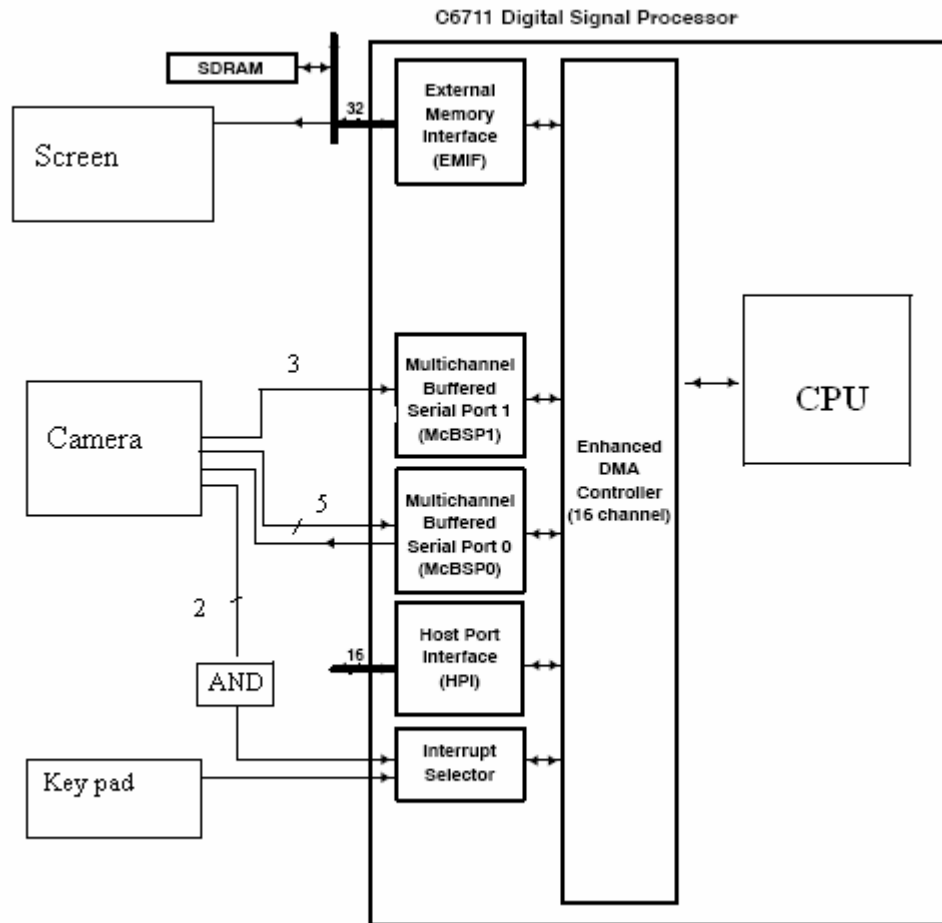 C6711 Digital Signal Processor
SDRAM
32
External
Memory
Interface
(EMIF)
Screen
3
Multichannel
Buffered
Serial Port 1
(McBSP1)
Camera
CPU
Enhanced
DMA
Controller
(16 channel)
5
Multichannel
Buffered
Serial Port 0
(McBSP0)
2
16
Host Port
Interface
(HPI)
AND
Interrupt
Selector
Key pad